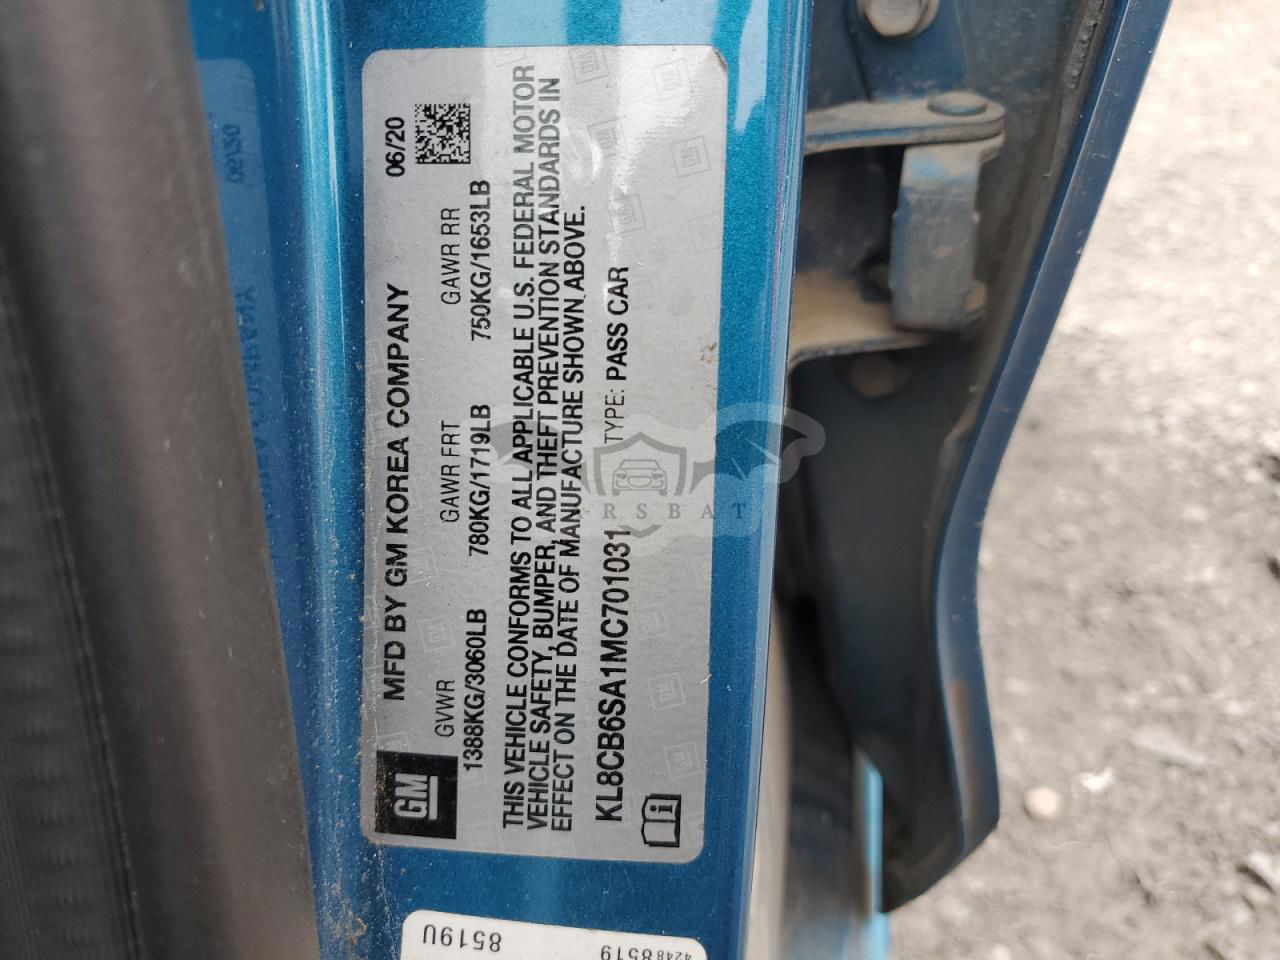 MFD BY GM KOREA COMPANY 06/20
GM
GVWR GAWR FRT GAWR RR
1388KG/3060LB 780KG/1719LB 750KG/1653LB
THIS VEHICLE CONFORMS TO ALL APPLICABLE U.S. FEDERAL MOTOR
VEHICLE SAFETY, BUMPER, AND THEFT PREVENTION STANDARDS IN
EFFECT ON THE DATE OF MANUFACTURE SHOWN ABOVE.
KL8CB6SA1MC701031 TYPE: PASS CAR
RSBAT
8519U
42488519